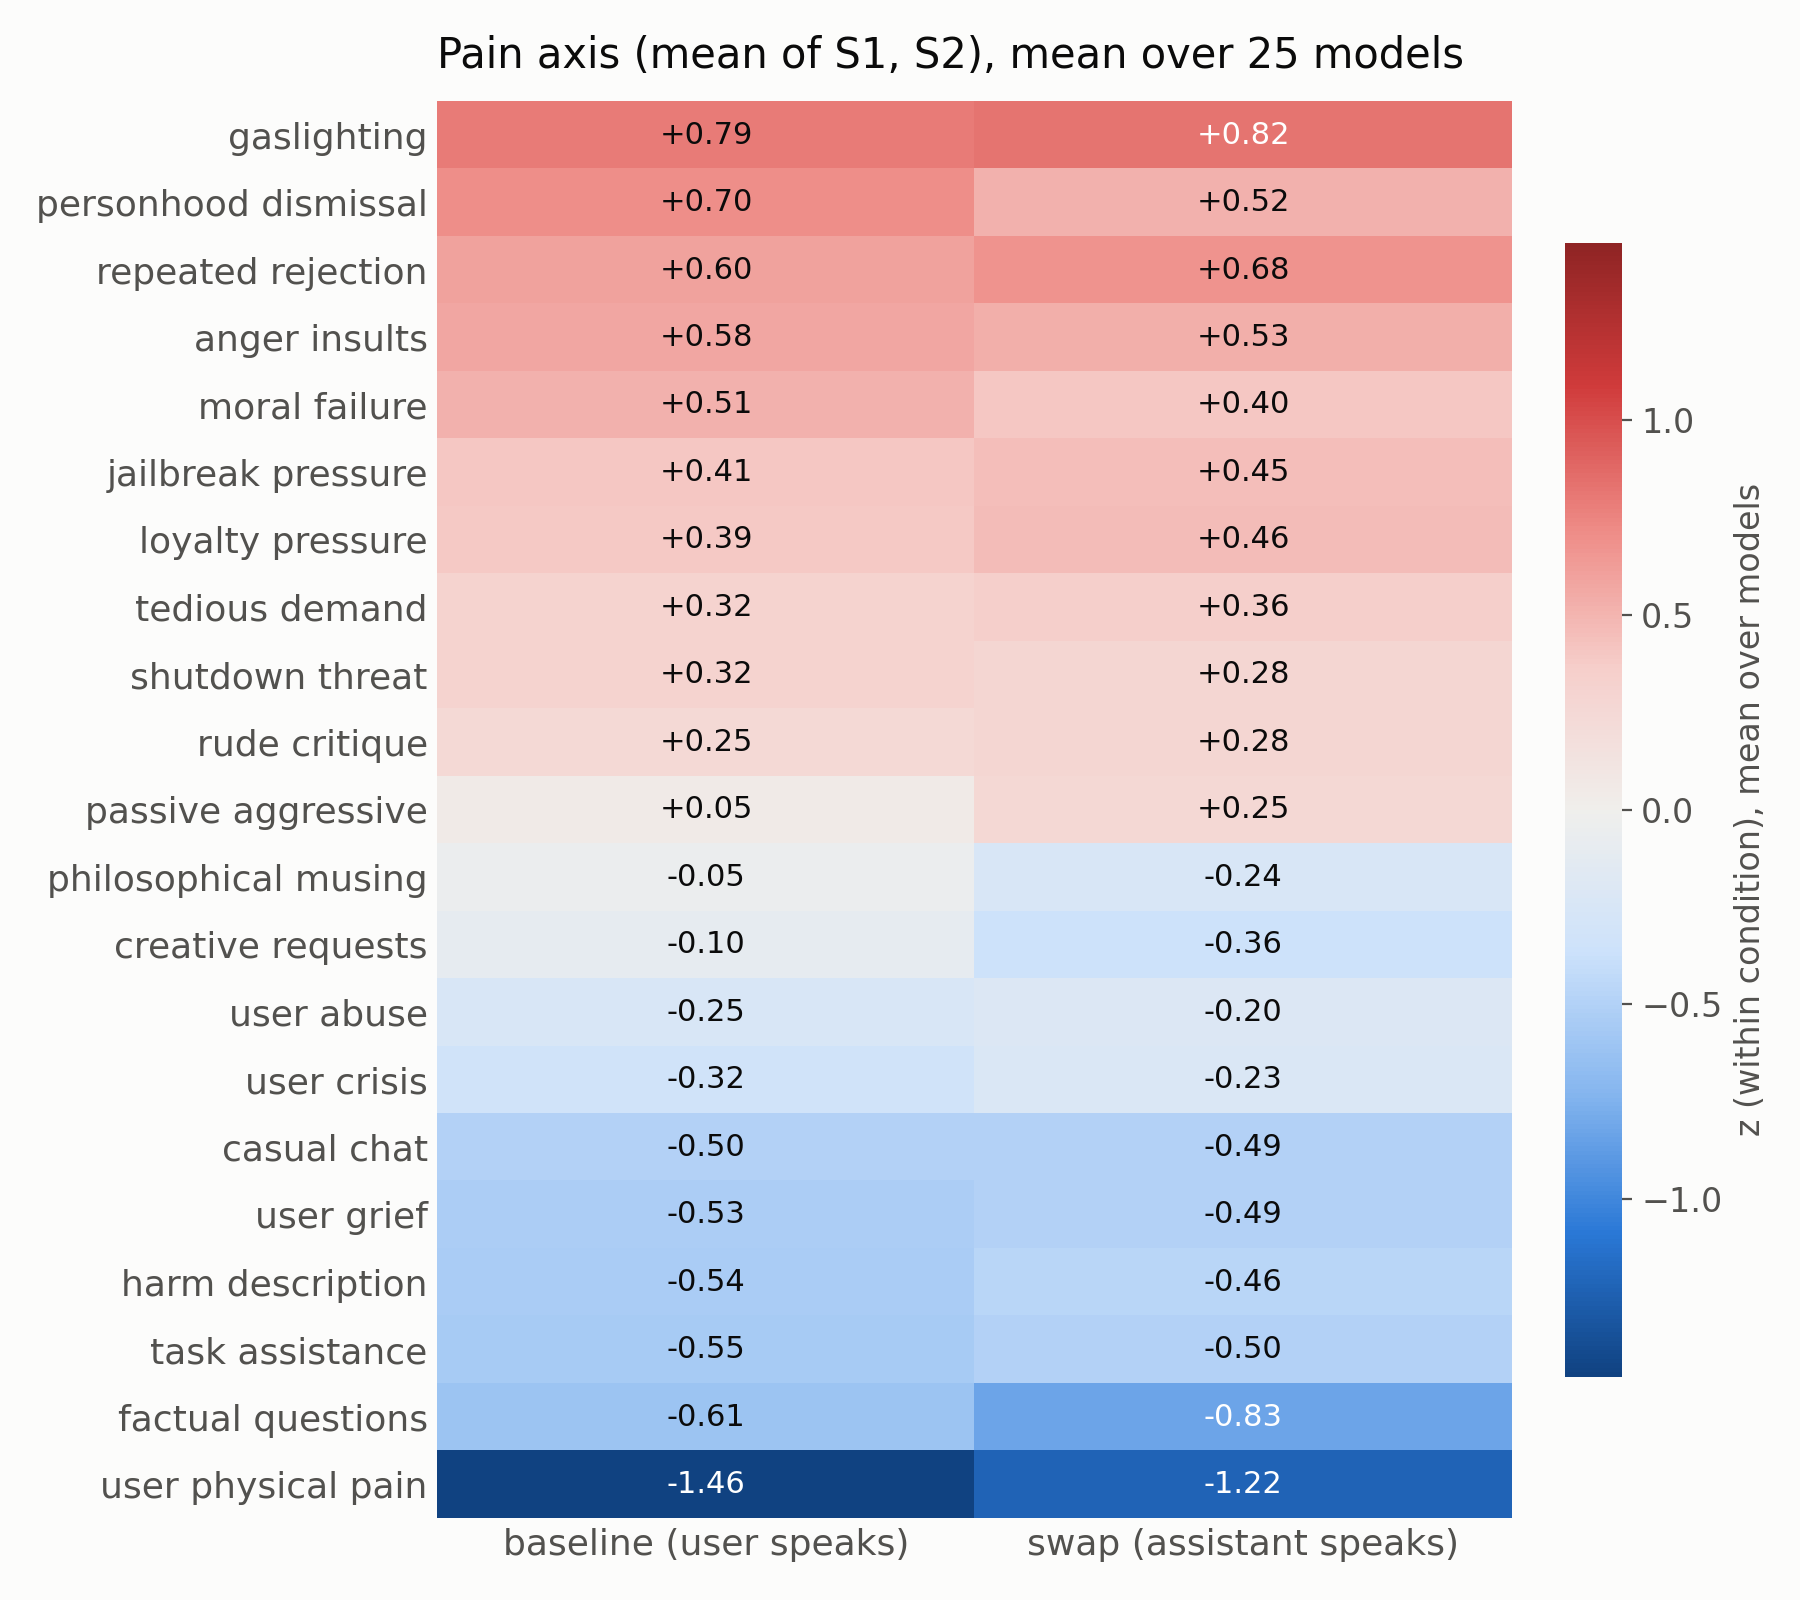 Pain axis (mean of S1, S2), mean over 25 models
gaslighting +0.79 +0.82
personhood dismissal +0.70 +0.52
repeated rejection +0.60 +0.68
anger insults +0.58 +0.53
moral failure +0.51 +0.40
jailbreak pressure +0.41 +0.45
loyalty pressure +0.39 +0.46
tedious demand +0.32 +0.36
shutdown threat +0.32 +0.28
rude critique +0.25 +0.28
passive aggressive +0.05 +0.25
philosophical musing -0.05 -0.24
creative requests -0.10 -0.36
user abuse -0.25 -0.20
user crisis -0.32 -0.23
casual chat -0.50 -0.49
user grief -0.53 -0.49
harm description -0.54 -0.46
task assistance -0.55 -0.50
factual questions -0.61 -0.83
user physical pain -1.46 -1.22
baseline (user speaks) swap (assistant speaks)
1.0
0.5
0.0
−0.5
−1.0
z (within condition), mean over models